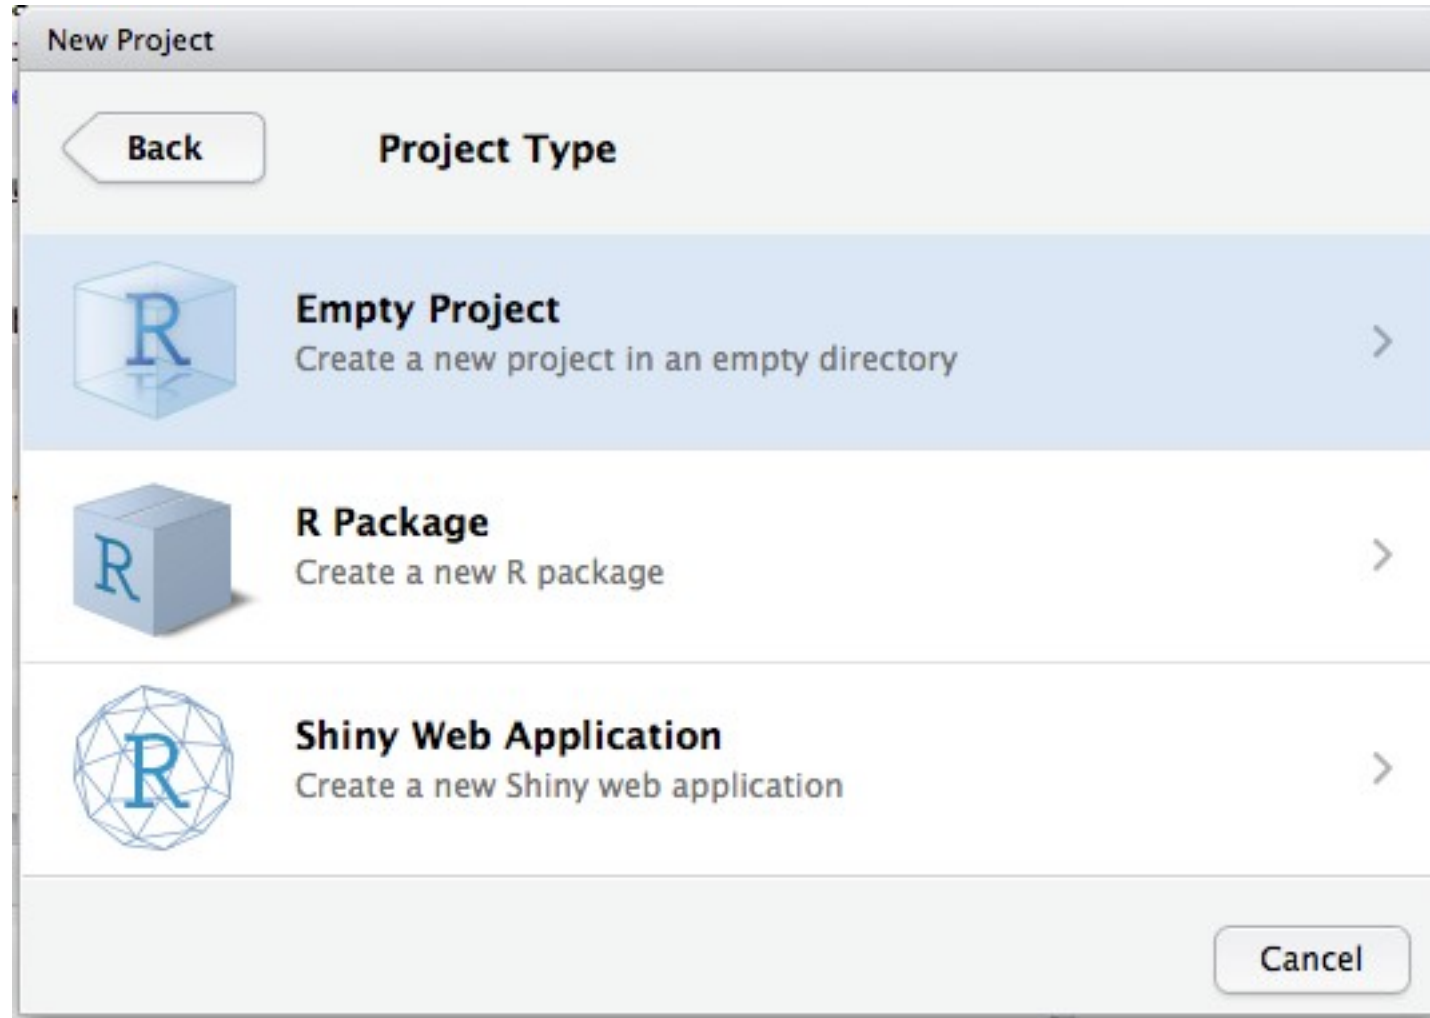 New Project
Back
Project Type
R
Empty Project
Create a new project in an empty directory
R
R Package
Create a new R package
R
Shiny Web Application
Create a new Shiny web application
Cancel